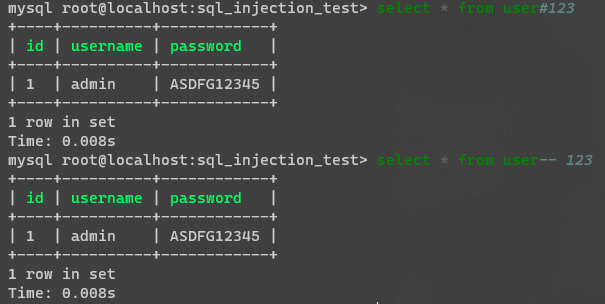 mysql root@localhost:sql_injection_test> select * from user#123
+----+----------+------------+
| id | username | password   |
+----+----------+------------+
| 1  | admin    | ASDFG12345 |
+----+----------+------------+
1 row in set
Time: 0.008s
mysql root@localhost:sql_injection_test> select * from user-- 123
+----+----------+------------+
| id | username | password   |
+----+----------+------------+
| 1  | admin    | ASDFG12345 |
+----+----------+------------+
1 row in set
Time: 0.008s